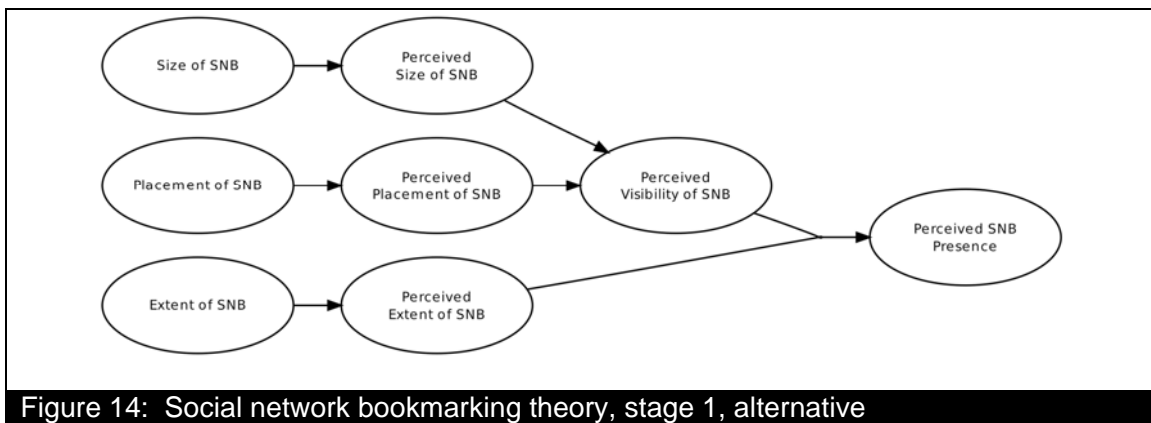 Size of SNB
Perceived
Size of SNB
Placement of SNB
Perceived
Placement of SNB
Perceived
Visibility of SNB
Extent of SNB
Perceived
Extent of SNB
Perceived SNB
Presence
Figure 14: Social network bookmarking theory, stage 1, alternative